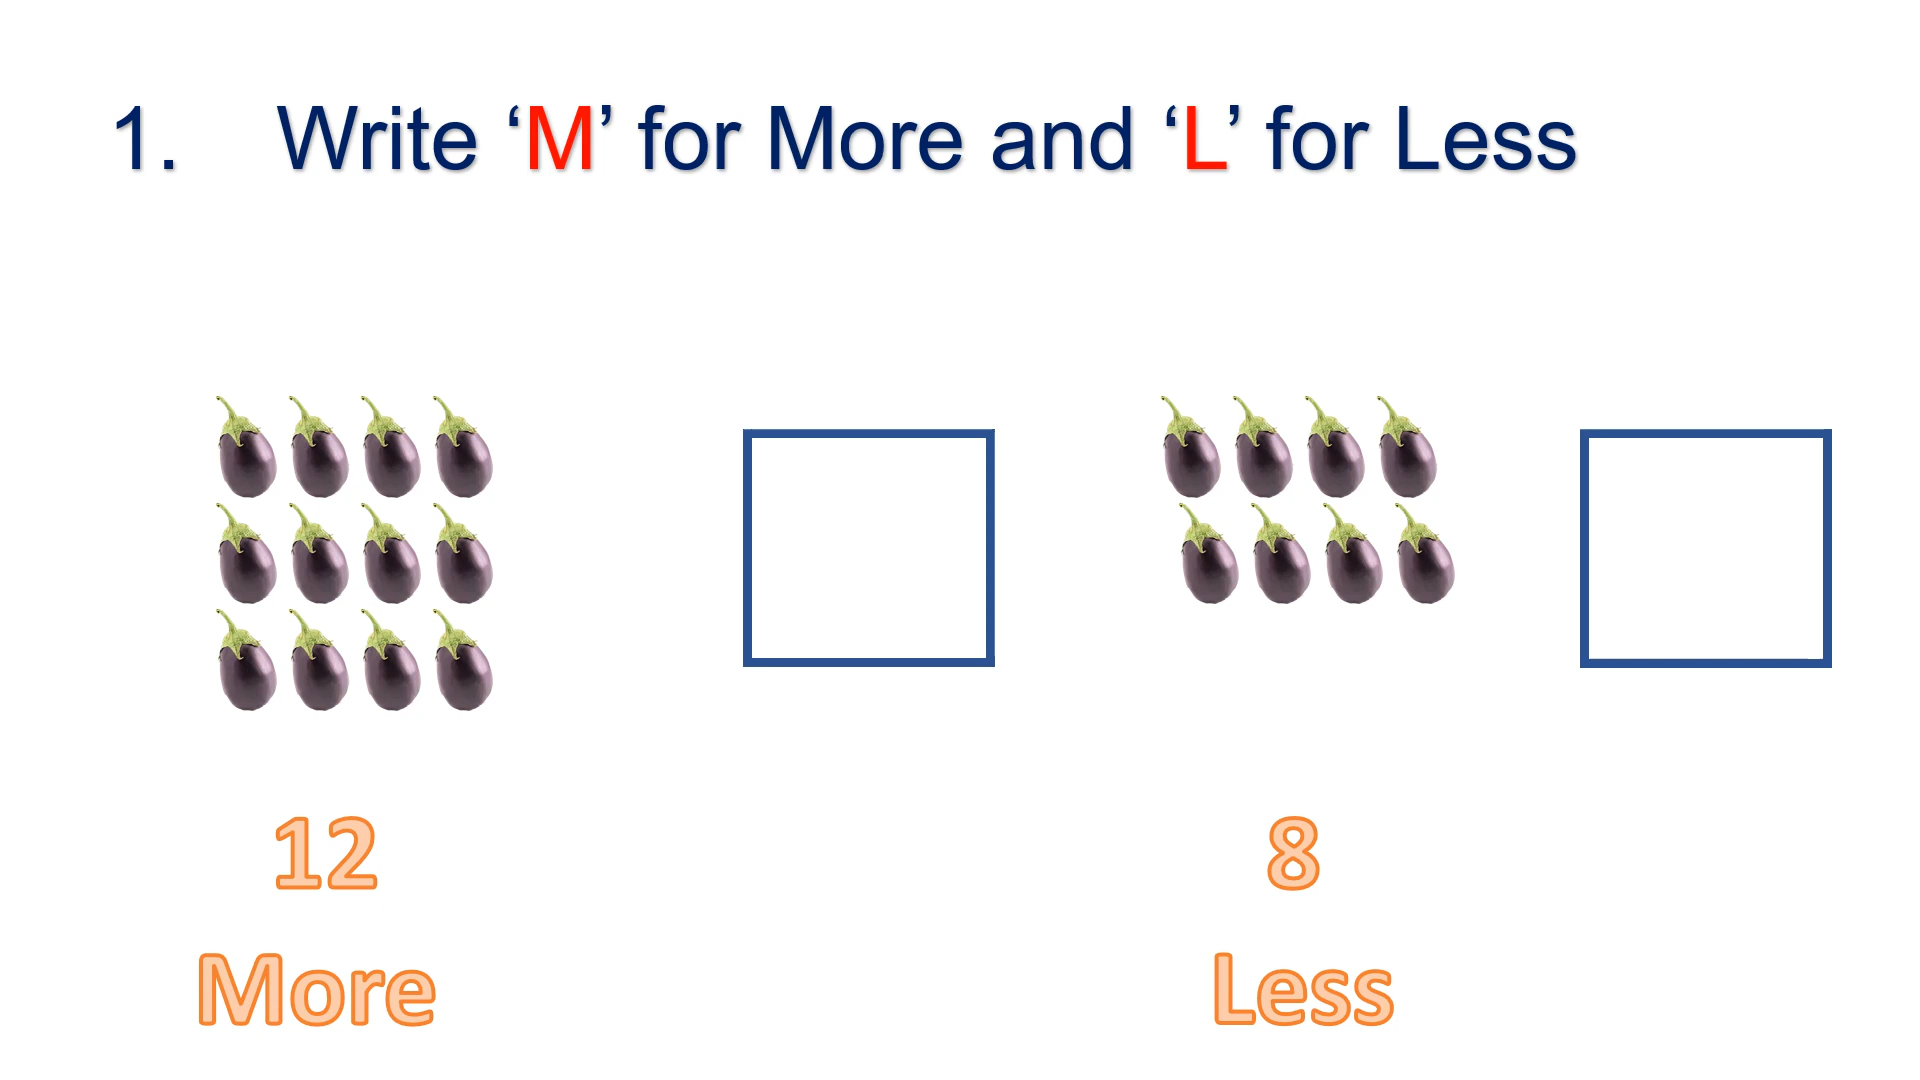 1. Write ‘M’ for More and ‘L’ for Less
12
8
More
Less